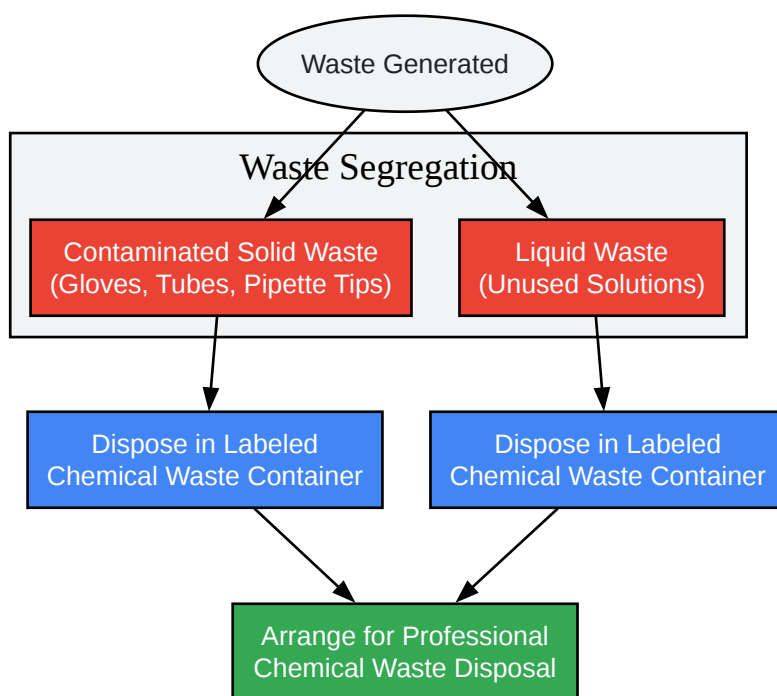 Waste Generated
Waste Segregation
Contaminated Solid Waste
(Gloves, Tubes, Pipette Tips)
Liquid Waste
(Unused Solutions)
Dispose in Labeled
Chemical Waste Container
Dispose in Labeled
Chemical Waste Container
Arrange for Professional
Chemical Waste Disposal